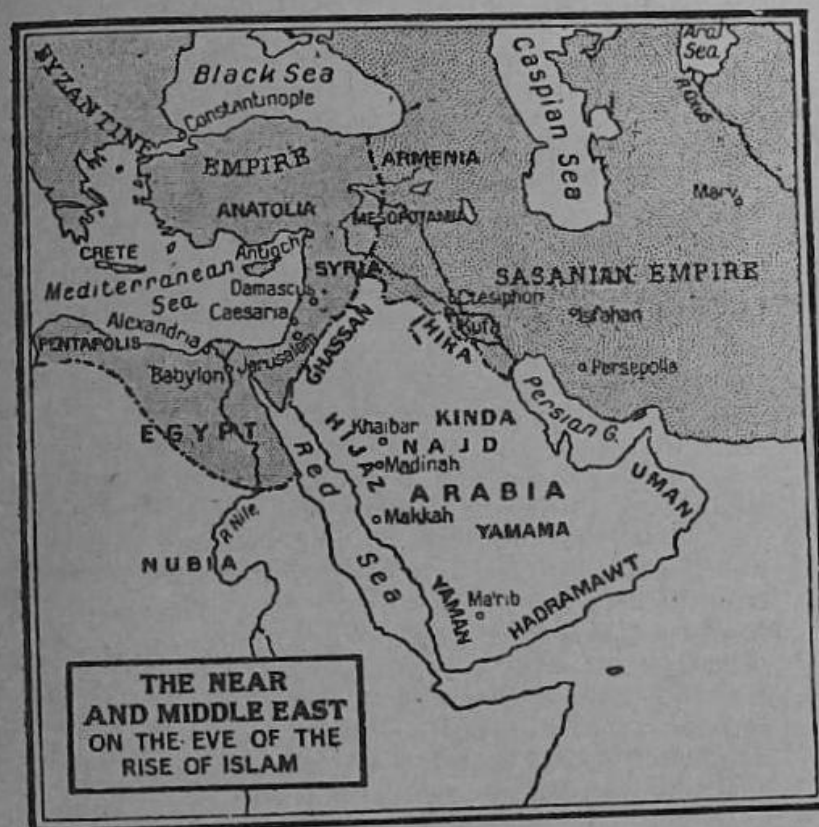 BYZANTINE
EMPIRE
Black Sea
Constantinople
Caspian Sea
Aral
Sea
R. Oxus
ARMENIA
ANATOLIA
MESOPOTAMIA
Marv
CRETE
Antioch
SYRIA
SASANIAN EMPIRE
Mediterranean
Sea
Damascus
Caesaria
Ctesiphon
Isfahan
Kufa
Alexandria
PENTAPOLIS
Jerusalem
GHASSAN
Babylon
Persepolla
Persian G.
EGYPT
Khaibar
KINDA
HIJAZ
NAJD
Madinah
ARABIA
UMAN
Makkah
YAMAMA
Red Sea
R. Nile
NUBIA
YAMAN
Ma'rib
HADRAMAWT
THE NEAR
AND MIDDLE EAST
ON THE EVE OF THE
RISE OF ISLAM